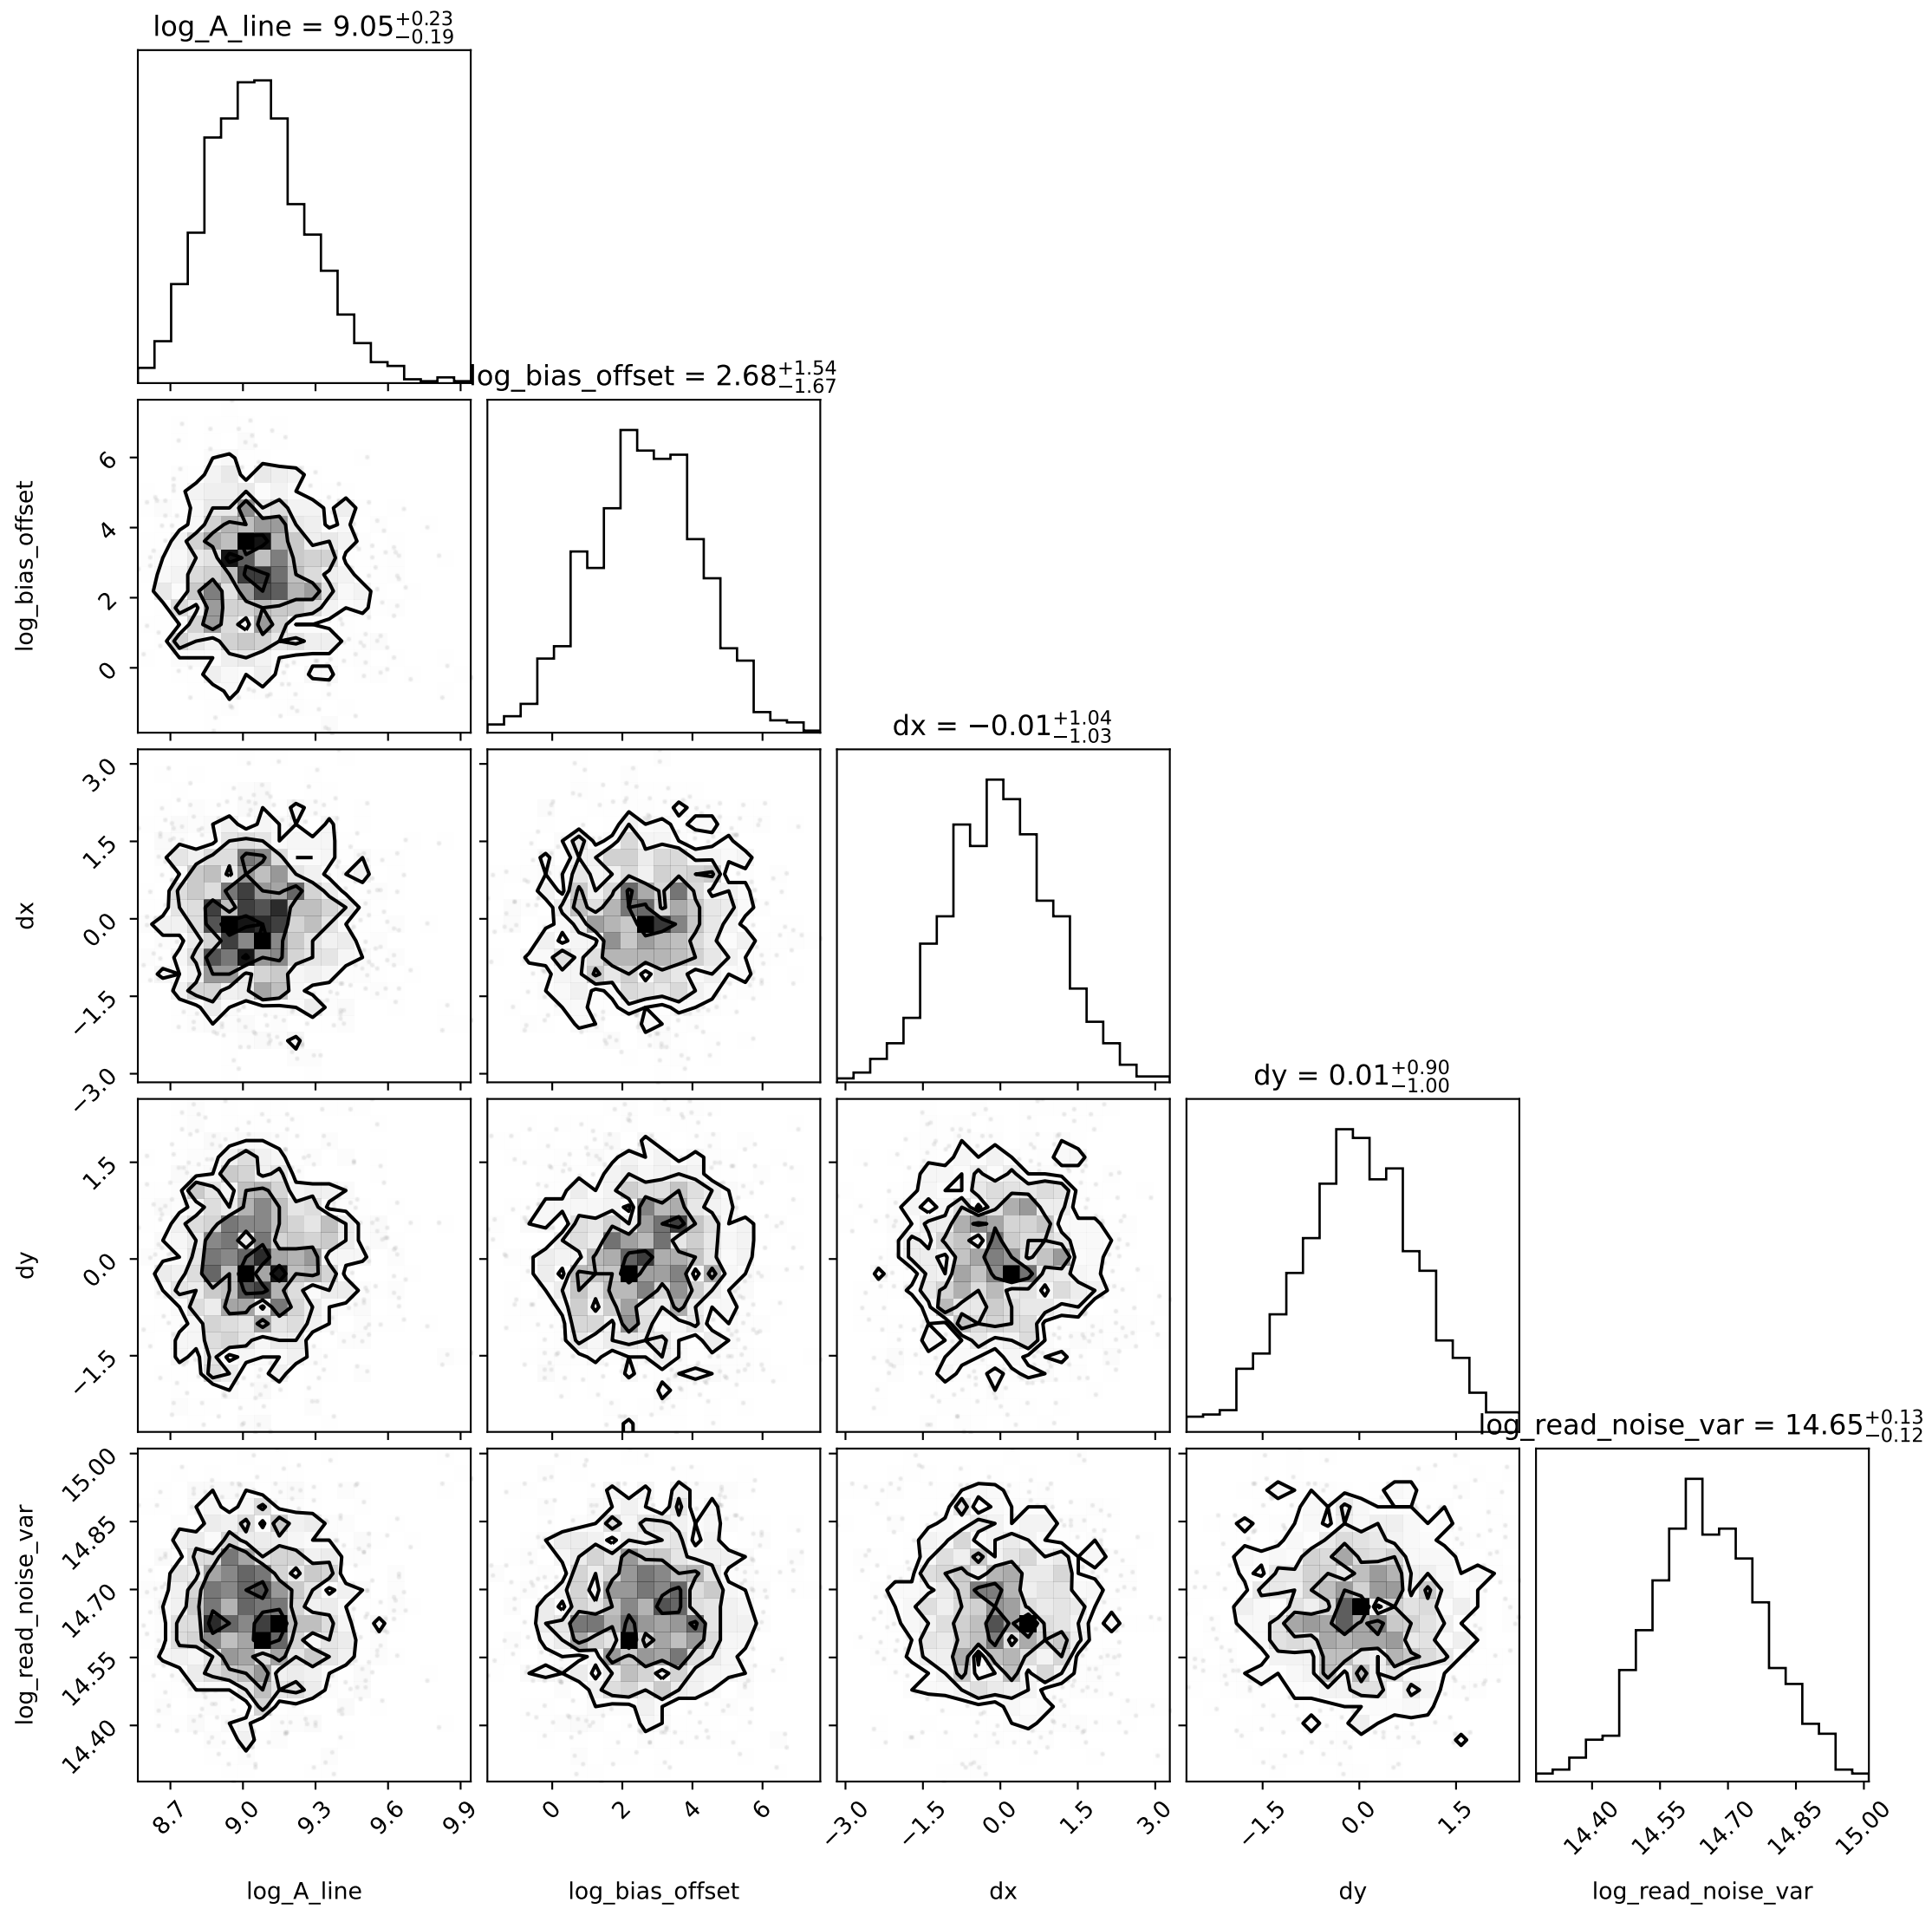 log_A_line = 9.05+0.23 −0.19
log_bias_offset = 2.68+1.54 −1.67
log_bias_offset
6
4
2
0
dx = −0.01+1.04 −1.03
dx
3.0
1.5
0.0
−1.5
−3.0
dy = 0.01+0.90 −1.00
dy
1.5
0.0
−1.5
log_read_noise_var = 14.65+0.13 −0.12
log_read_noise_var
15.00
14.85
14.70
14.55
14.40
8.7 9.0 9.3 9.6 9.9
0 2 4 6
−3.0 −1.5 0.0 1.5 3.0
−1.5 0.0 1.5
14.40 14.55 14.70 14.85 15.00
log_A_line
log_bias_offset
dx
dy
log_read_noise_var